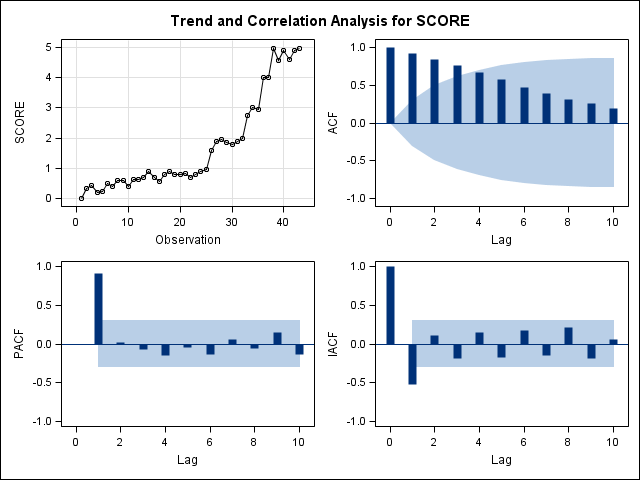 Trend and Correlation Analysis for SCORE
SCORE
5
4
3
2
1
0
0 10 20 30 40
Observation
ACF
1.0
0.5
0.0
-0.5
-1.0
0 2 4 6 8 10
Lag
PACF
1.0
0.5
0.0
-0.5
-1.0
0 2 4 6 8 10
Lag
IACF
1.0
0.5
0.0
-0.5
-1.0
0 2 4 6 8 10
Lag